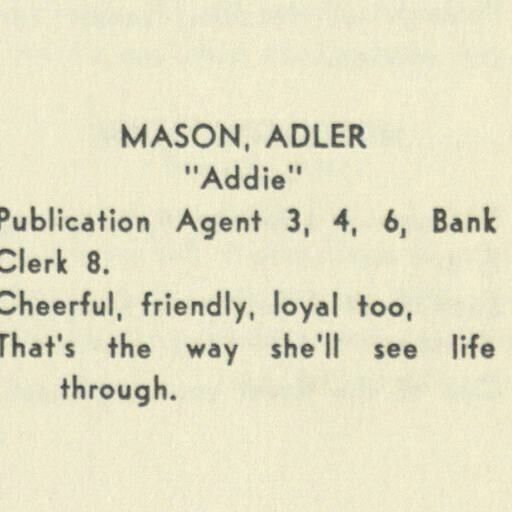 MASON, ADLER
"Addie"
Publication Agent 3, 4, 6, Bank
Clerk 8.
Cheerful, friendly, loyal too,
That's the way she'll see life
through.